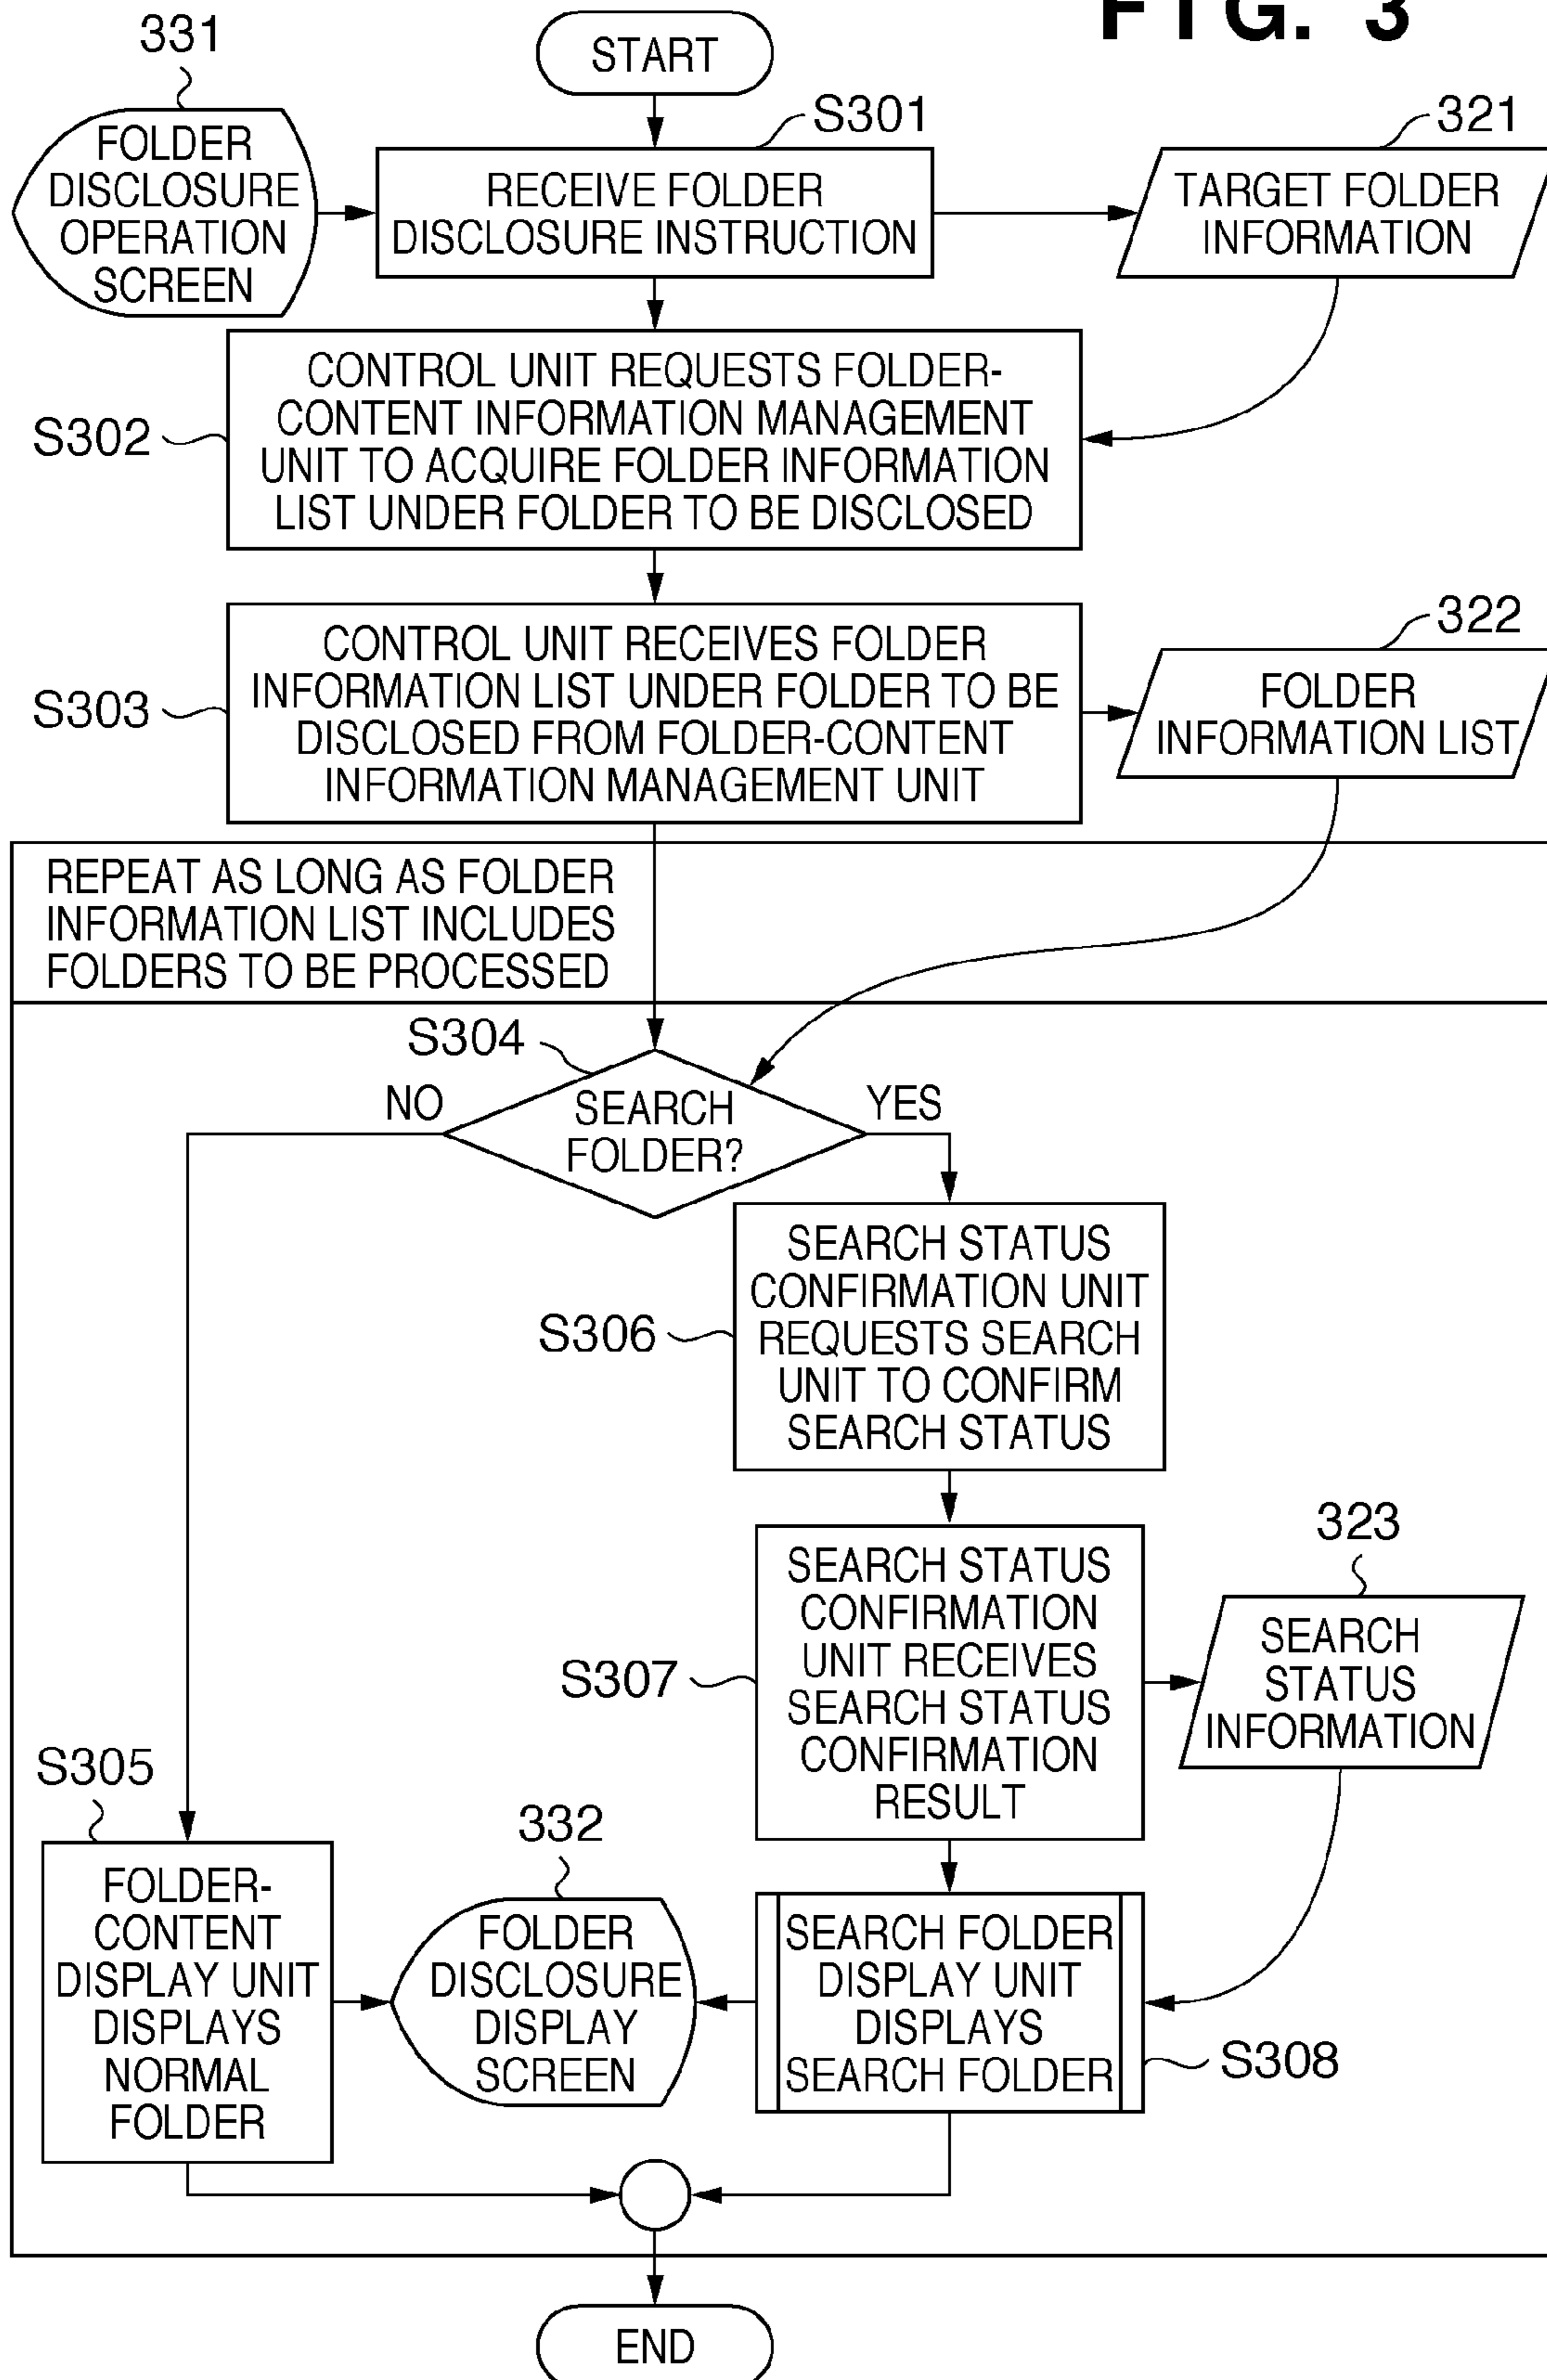 FIG. 3
331
START
S301
321
FOLDER
DISCLOSURE
OPERATION
SCREEN
RECEIVE FOLDER
DISCLOSURE INSTRUCTION
TARGET FOLDER
INFORMATION
S302
CONTROL UNIT REQUESTS FOLDER-
CONTENT INFORMATION MANAGEMENT
UNIT TO ACQUIRE FOLDER INFORMATION
LIST UNDER FOLDER TO BE DISCLOSED
322
S303
CONTROL UNIT RECEIVES FOLDER
INFORMATION LIST UNDER FOLDER TO BE
DISCLOSED FROM FOLDER-CONTENT
INFORMATION MANAGEMENT UNIT
FOLDER
INFORMATION LIST
REPEAT AS LONG AS FOLDER
INFORMATION LIST INCLUDES
FOLDERS TO BE PROCESSED
S304
NO
SEARCH
FOLDER?
YES
S306
SEARCH STATUS
CONFIRMATION UNIT
REQUESTS SEARCH
UNIT TO CONFIRM
SEARCH STATUS
323
S307
SEARCH STATUS
CONFIRMATION
UNIT RECEIVES
SEARCH STATUS
CONFIRMATION
RESULT
SEARCH
STATUS
INFORMATION
S305
332
FOLDER-
CONTENT
DISPLAY UNIT
DISPLAYS
NORMAL
FOLDER
FOLDER
DISCLOSURE
DISPLAY
SCREEN
SEARCH FOLDER
DISPLAY UNIT
DISPLAYS
SEARCH FOLDER
S308
END